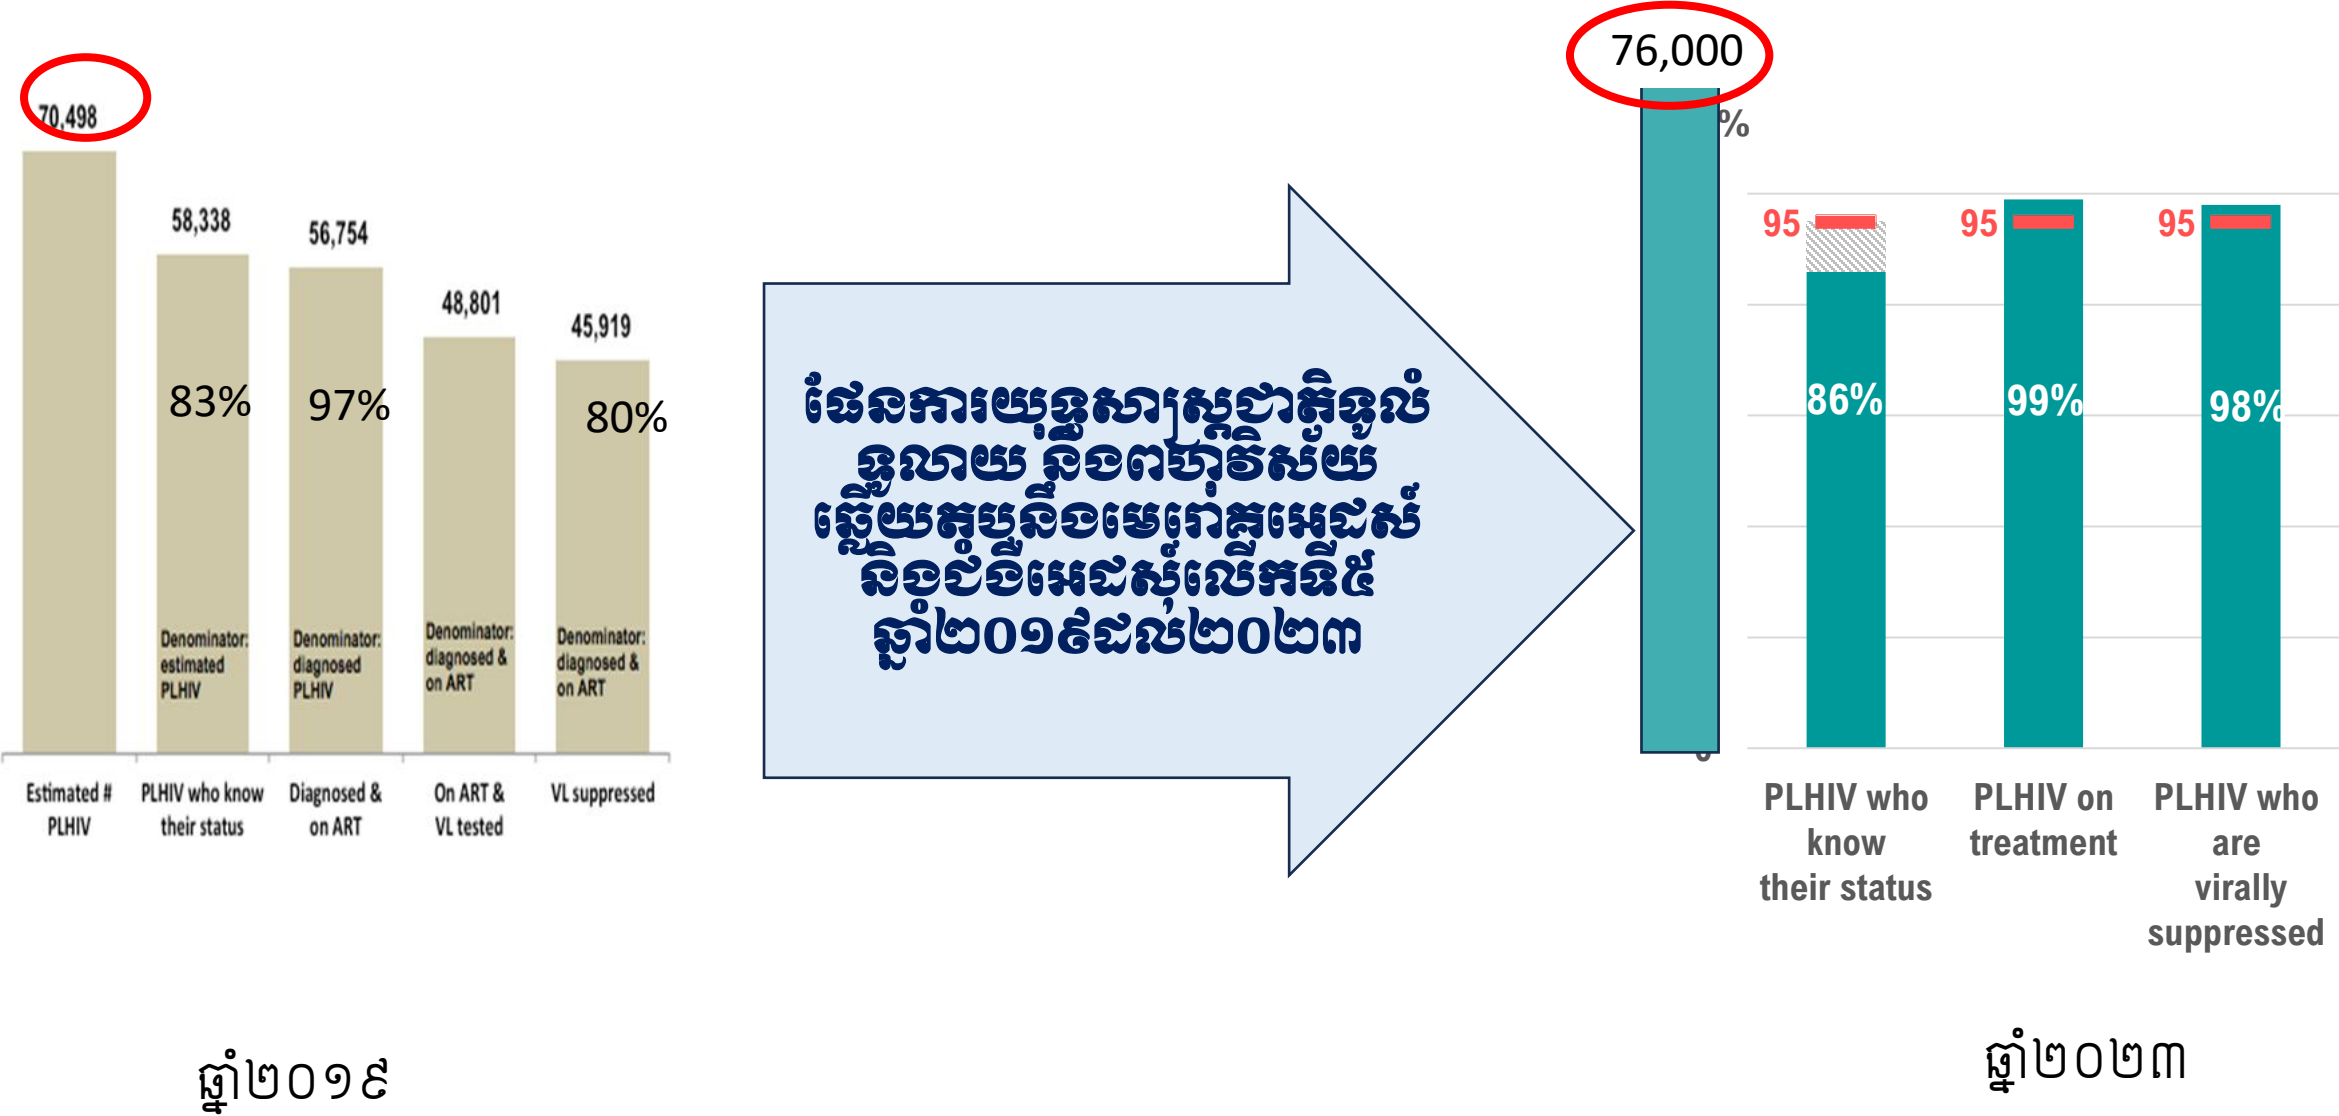 70,498
58,338
56,754
48,801
45,919
83%
97%
80%
Denominator:
estimated
PLHIV
Denominator:
diagnosed
PLHIV
Denominator:
diagnosed &
on ART
Denominator:
diagnosed &
on ART
Estimated #
PLHIV
PLHIV who know
their status
Diagnosed &
on ART
On ART &
VL tested
VL suppressed
ឆ្នាំ២០១៩
ផែនការយុទ្ធសាស្ត្រជាតិទូលំ
ទូលាយ និងពហុវិស័យ
ឆ្លើយតបនឹងមេរោគអេដស៍
និងជំងឺអេដស៍លើកទី៥
ឆ្នាំ២០១៩ដល់២០២៣
76,000
%
95
95
95
86%
99%
98%
PLHIV who
know
their status
PLHIV on
treatment
PLHIV who
are
virally
suppressed
ឆ្នាំ២០២៣